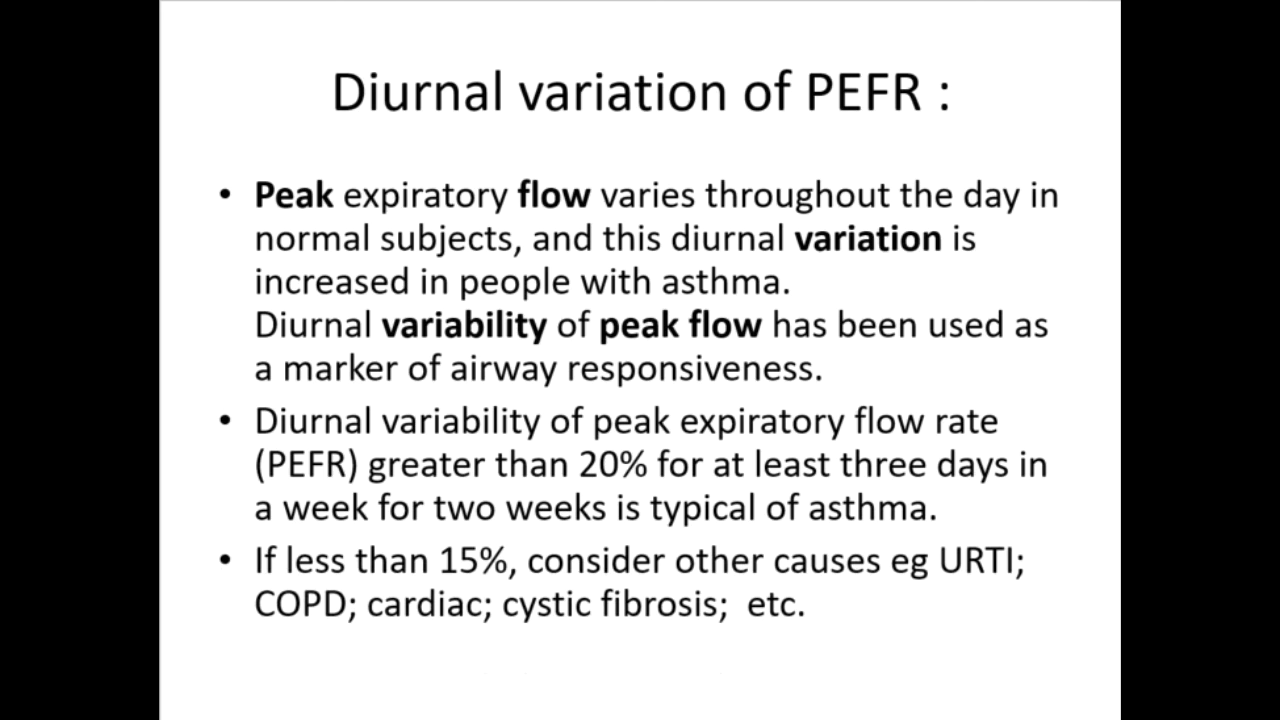 Diurnal variation of PEFR :
• Peak expiratory flow varies throughout the day in
normal subjects, and this diurnal variation is
increased in people with asthma.
Diurnal variability of peak flow has been used as
a marker of airway responsiveness.
• Diurnal variability of peak expiratory flow rate
(PEFR) greater than 20% for at least three days in
a week for two weeks is typical of asthma.
• If less than 15%, consider other causes eg URTI;
COPD; cardiac; cystic fibrosis;  etc.